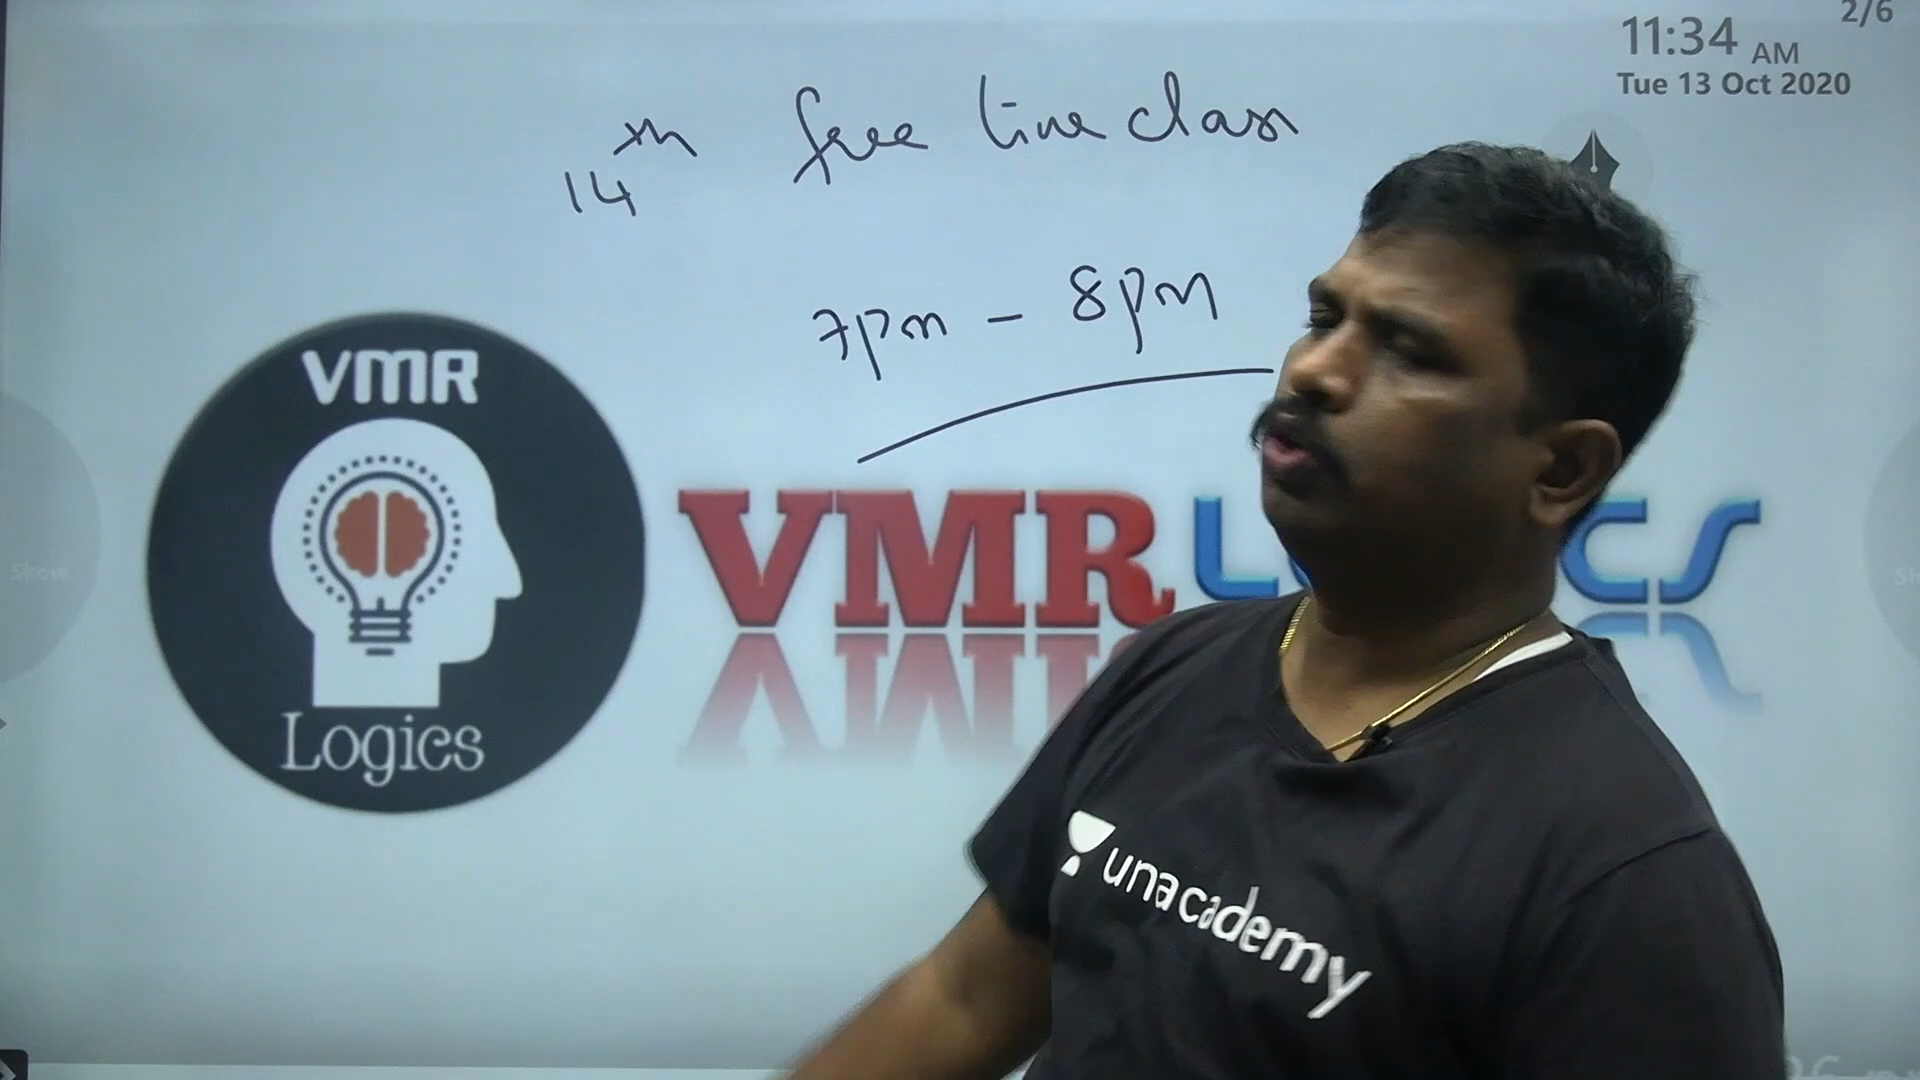 2/6
11:34 AM
Tue 13 Oct 2020
14th free live class
7pm - 8pm
VMR
Logics
VMR
unacademy